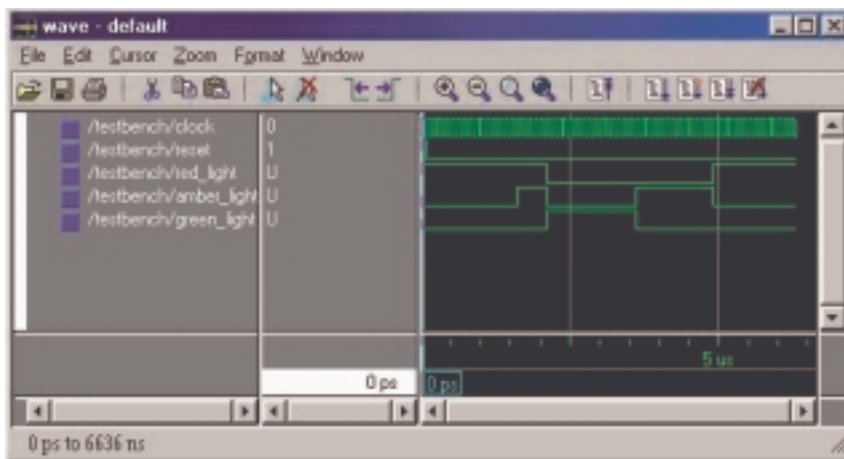 wave - default
File Edit Cursor Zoom Format Window
/testbench/clock 0
/testbench/reset 1
/testbench/red_light U
/testbench/amber_ligh U
/testbench/green_light U
5 us
0 ps
0 ps
0 ps to 6636 ns